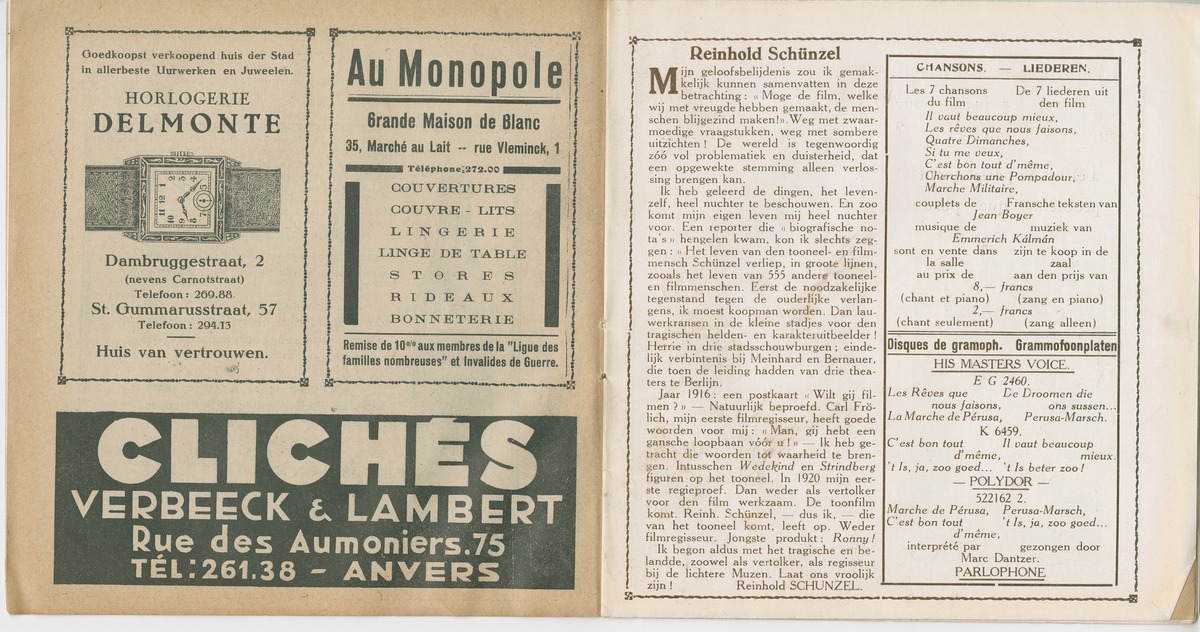 Goedkoopst verkoopend huis der Stad
in allerbeste Uurwerken en Juweelen.
HORLOGERIE
DELMONTE
Dambruggestraat, 2
(nevens Carnotstraat)
Telefoon : 269.88
St. Gummarusstraat, 57
Telefoon : 294.13
Huis van vertrouwen.
Au Monopole
Grande Maison de Blanc
35, Marché au Lait -- rue Vleminck, 1
Téléphone:272.00
COUVERTURES
COUVRE - LITS
LINGERIE
LINGE DE TABLE
STORES
RIDEAUX
BONNETERIE
Remise de 10 o/o aux membres de la "Ligue des
familles nombreuses" et Invalides de Guerre.
CLICHÉS
VERBEECK & LAMBERT
Rue des Aumoniers.75
TÉL:261.38 - ANVERS
Reinhold Schünzel
Mijn geloofsbelijdenis zou ik gemak-
kelijk kunnen samenvatten in deze
betrachting : « Moge de film, welke
wij met vreugde hebben gemaakt, de men-
schen blijgezind maken!». Weg met zwaar-
moedige vraagstukken, weg met sombere
uitzichten ! De wereld is tegenwoordig
zóó vol problematiek en duisterheid, dat
een opgewekte stemming alleen verlos-
sing brengen kan.
Ik heb geleerd de dingen, het leven-
zelf, heel nuchter te beschouwen. En zoo
komt mijn eigen leven mij heel nuchter
voor. Een reporter die « biografische no-
ta's » hengelen kwam, kon ik slechts zeg-
gen : « Het leven van den tooneel- en film-
mensch Schünzel verliep, in groote lijnen,
zooals het leven van 555 andere tooneel-
en filmmenschen. Eerst de noodzakelijke
tegenstand tegen de ouderlijke verlan-
gens, ik moest koopman worden. Dan lau-
werkransen in de kleine stadjes voor den
tragischen helden- en karakteruitbeelder !
Herrie in drie stadsschouwburgen ; einde-
lijk verbintenis bij Meinhard en Bernauer,
die toen de leiding hadden van drie thea-
ters te Berlijn.
Jaar 1916 : een postkaart « Wilt gij fil-
men ? » — Natuurlijk beproefd. Carl Frö-
lich, mijn eerste filmregisseur, heeft goede
woorden voor mij : « Man, gij hebt een
gansche loopbaan vóór u ! » — Ik heb ge-
tracht die woorden tot waarheid te bren-
gen. Intusschen Wedekind en Strindberg
figuren op het tooneel. In 1920 mijn eer-
ste regieproef. Dan weder als vertolker
voor den film werkzaam. De toonfilm
komt. Reinh. Schünzel, — dus ik, — die
van het tooneel komt, leeft op. Weder
filmregisseur. Jongste produkt : Ronny !
Ik begon aldus met het tragische en be-
landde, zoowel als vertolker, als regisseur
bij de lichtere Muzen. Laat ons vroolijk
zijn ! Reinhold SCHUNZEL.
CHANSONS. — LIEDEREN.
Les 7 chansons De 7 liederen uit
du film den film
Il vaut beaucoup mieux,
Les rêves que nous faisons,
Quatre Dimanches,
Si tu me veux,
C'est bon tout d'même,
Cherchons une Pompadour,
Marche Militaire,
couplets de Fransche teksten van
Jean Boyer
musique de muziek van
Emmerich Kálmán
sont en vente dans zijn te koop in de
la salle zaal
au prix de aan den prijs van
8,— francs
(chant et piano) (zang en piano)
2,— francs
(chant seulement) (zang alleen)
Disques de gramoph. Grammofoonplaten
HIS MASTERS VOICE.
E G 2460.
Les Rêves que De Droomen die
nous faisons, ons sussen...
La Marche de Pérusa, Perusa-Marsch.
K 6459.
C'est bon tout Il vaut beaucoup
d'même, mieux.
't Is, ja, zoo goed... 't Is beter zoo !
— POLYDOR —
522162 2.
Marche de Pérusa, Perusa-Marsch,
C'est bon tout 't Is, ja, zoo goed...
d'même,
interprété par gezongen door
Marc Dantzer.
PARLOPHONE